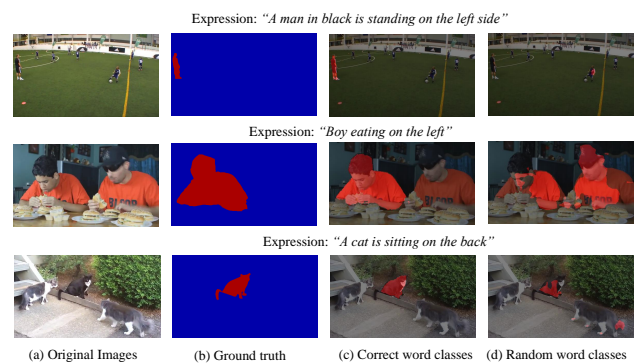 Expression: “A man in black is standing on the left side”
Expression: “Boy eating on the left”
Expression: “A cat is sitting on the back”
(a) Original Images (b) Ground truth (c) Correct word classes (d) Random word classes